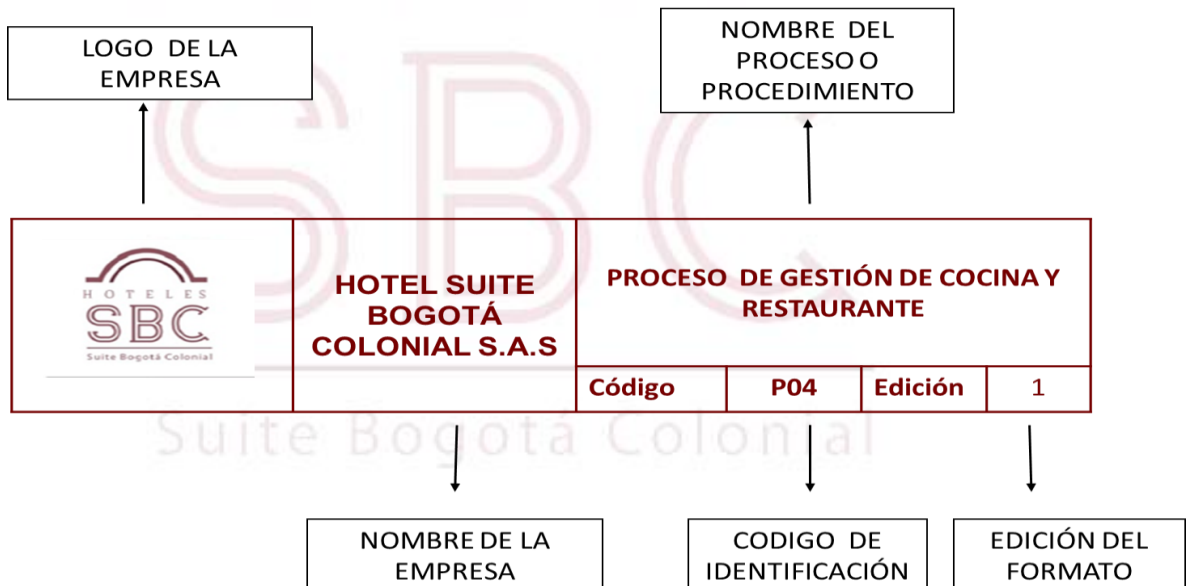 LOGO DE LA
EMPRESA
NOMBRE DEL
PROCESO O
PROCEDIMIENTO
SBC
HOTELES
SBC
Suite Bogotá Colonial
HOTEL SUITE
BOGOTÁ
COLONIAL S.A.S
PROCESO DE GESTIÓN DE COCINA Y
RESTAURANTE
Código P04 Edición 1
Suite Bogotá Colonial
NOMBRE DE LA
EMPRESA
CODIGO DE
IDENTIFICACIÓN
EDICIÓN DEL
FORMATO